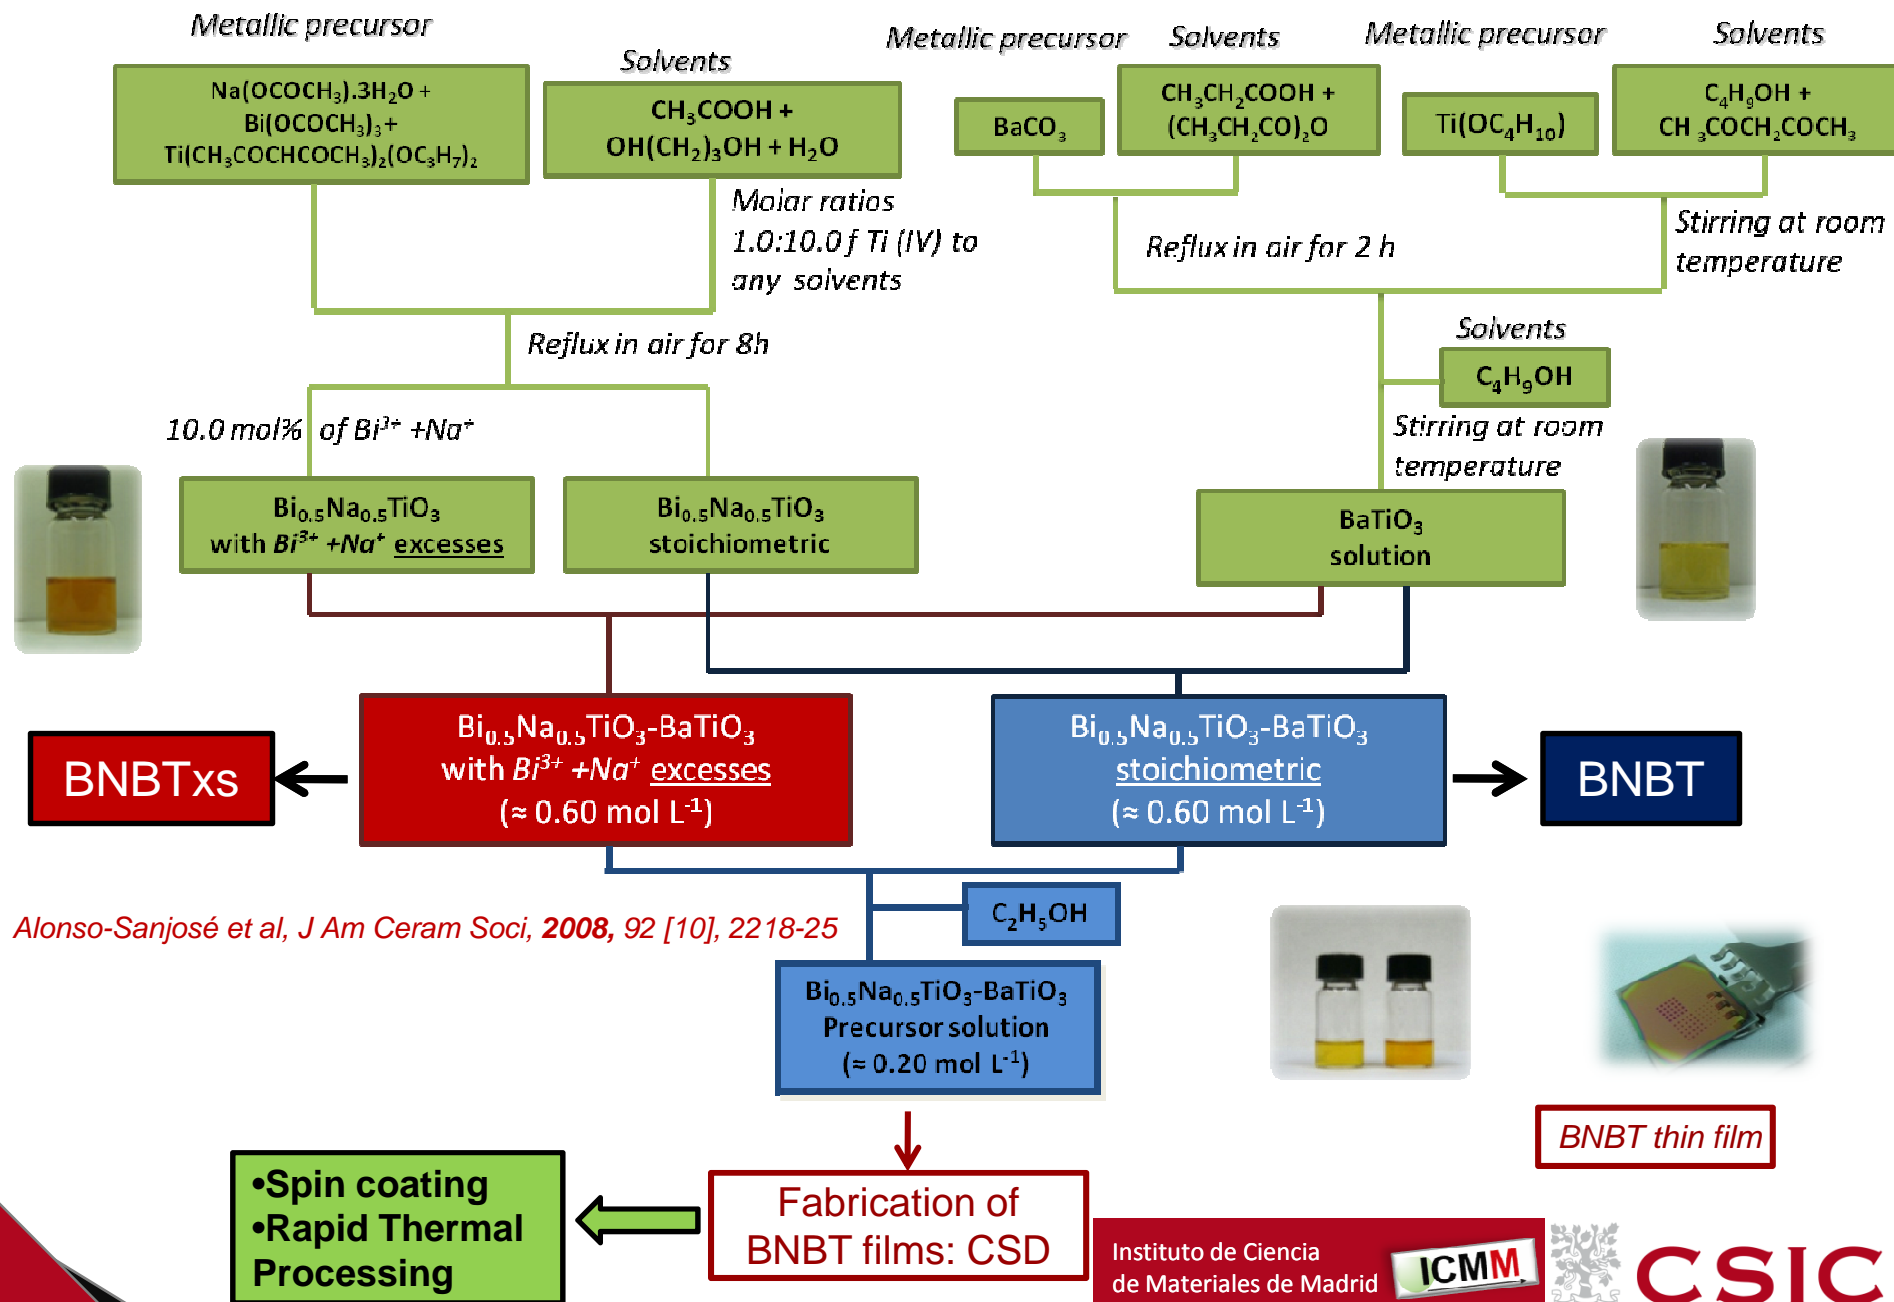 Metallic precursor
Solvents
Metallic precursor
Solvents
Metallic precursor
Solvents
Na(OCOCH₃).3H₂O +
Bi(OCOCH₃)₃+
Ti(CH₃COCHCOCH₃)₂(OC₃H₇)₂
CH₃COOH +
OH(CH₂)₃OH + H₂O
BaCO₃
CH₃CH₂COOH +
(CH₃CH₂CO)₂O
Ti(OC₄H₁₀)
C₄H₉OH +
CH ₃COCH₂COCH₃
Molar ratios
1.0:10.0 f Ti (IV) to
any solvents
Reflux in air for 2 h
Stirring at room
temperature
Reflux in air for 8h
Solvents
C₄H₉OH
10.0 mol% of Bi³⁺ +Na⁺
Stirring at room
temperature
Bi₀.₅Na₀.₅TiO₃
with Bi³⁺ +Na⁺ excesses
Bi₀.₅Na₀.₅TiO₃
stoichiometric
BaTiO₃
solution
BNBTxs
Bi₀.₅Na₀.₅TiO₃-BaTiO₃
with Bi³⁺ +Na⁺ excesses
(≈ 0.60 mol L⁻¹)
Bi₀.₅Na₀.₅TiO₃-BaTiO₃
stoichiometric
(≈ 0.60 mol L⁻¹)
BNBT
Alonso-Sanjosé et al, J Am Ceram Soci, 2008, 92 [10], 2218-25
C₂H₅OH
Bi₀.₅Na₀.₅TiO₃-BaTiO₃
Precursor solution
(≈ 0.20 mol L⁻¹)
BNBT thin film
•Spin coating
•Rapid Thermal
Processing
Fabrication of
BNBT films: CSD
Instituto de Ciencia
de Materiales de Madrid
ICMM
CSIC